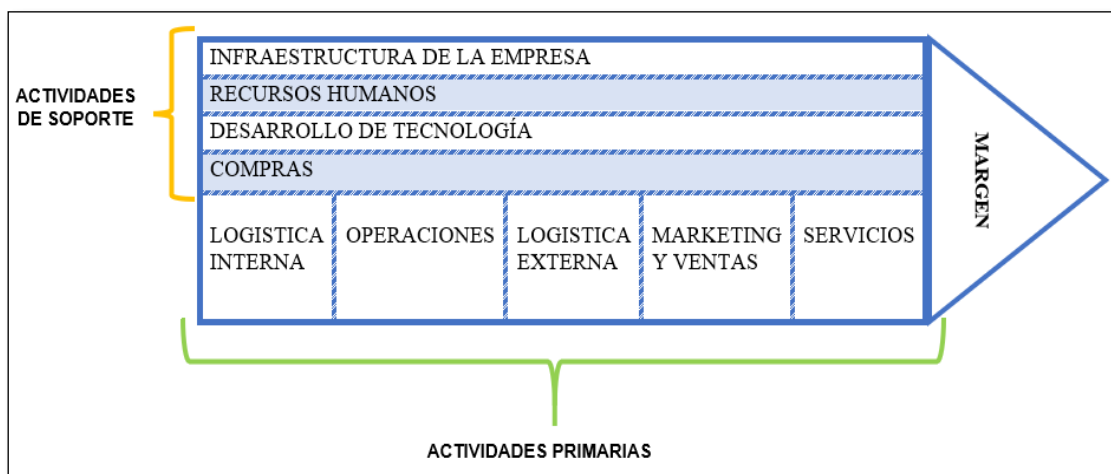 INFRAESTRUCTURA DE LA EMPRESA
ACTIVIDADES
DE SOPORTE
RECURSOS HUMANOS
DESARROLLO DE TECNOLOGÍA
COMPRAS
MARGEN
LOGISTICA
INTERNA
OPERACIONES
LOGISTICA
EXTERNA
MARKETING
Y VENTAS
SERVICIOS
ACTIVIDADES PRIMARIAS